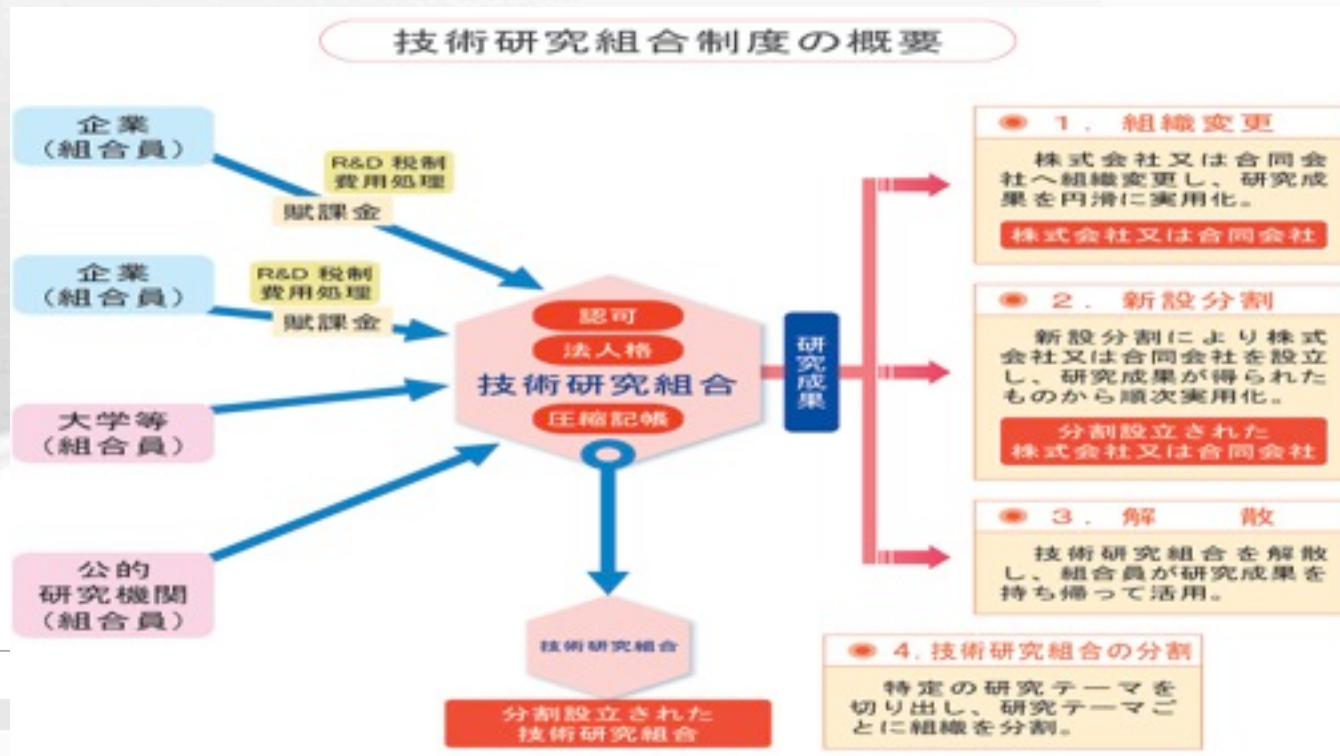 技術研究組合制度の概要
企業
（組合員）
R&D 税制
費用処理
賦課金
企業
（組合員）
R&D 税制
費用処理
賦課金
大学等
（組合員）
公的
研究機関
（組合員）
認可
法人格
技術研究組合
圧縮記帳
研究成果
技術研究組合
分割設立された
技術研究組合
1．組織変更
株式会社又は合同会
社へ組織変更し、研究成
果を円滑に実用化。
株式会社又は合同会社
2．新設分割
新設分割により株式
会社又は合同会社を設立
し、研究成果が得られた
ものから順次実用化。
分割設立された
株式会社又は合同会社
3．解　散
技術研究組合を解散
し、組合員が研究成果を
持ち帰って活用。
4.技術研究組合の分割
特定の研究テーマを
切り出し、研究テーマご
とに組織を分割。